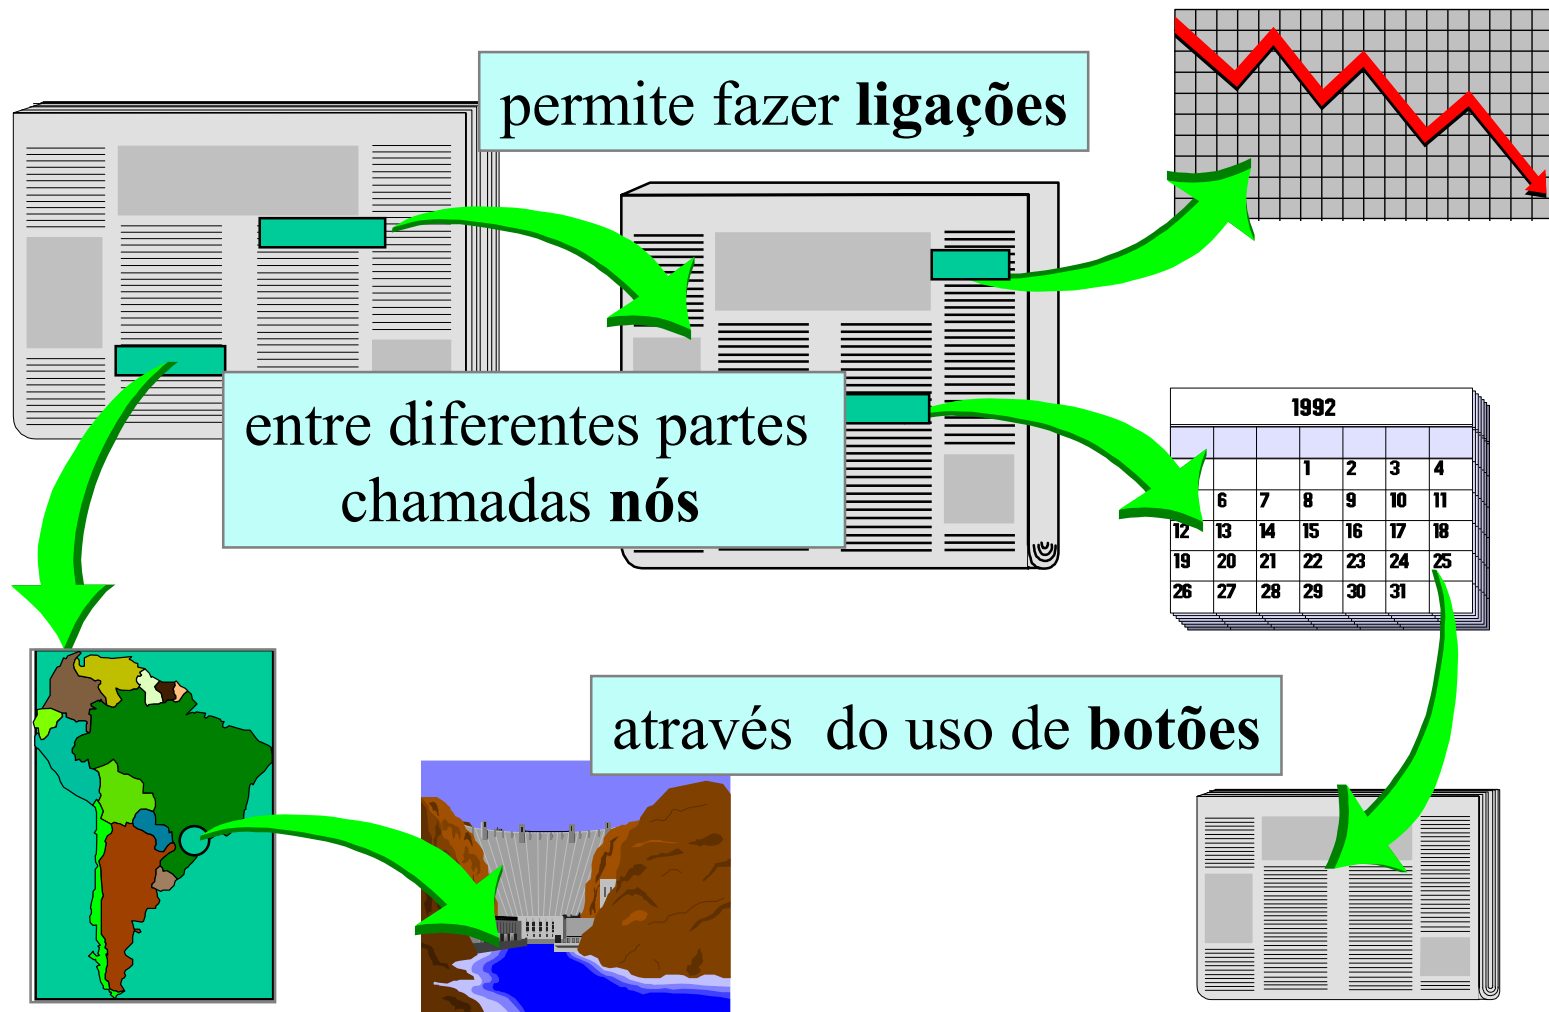 permite fazer ligações
entre diferentes partes
chamadas nós
1992
1 2 3 4
6 7 8 9 10 11
12 13 14 15 16 17 18
19 20 21 22 23 24 25
26 27 28 29 30 31
através do uso de botões